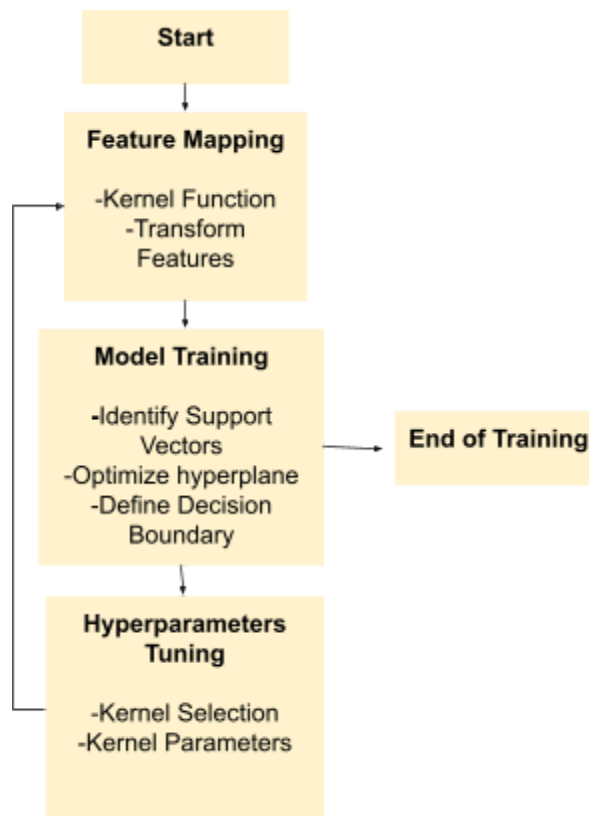 Start
Feature Mapping
-Kernel Function
-Transform
Features
Model Training
-Identify Support
Vectors
-Optimize hyperplane
-Define Decision
Boundary
End of Training
Hyperparameters
Tuning
-Kernel Selection
-Kernel Parameters